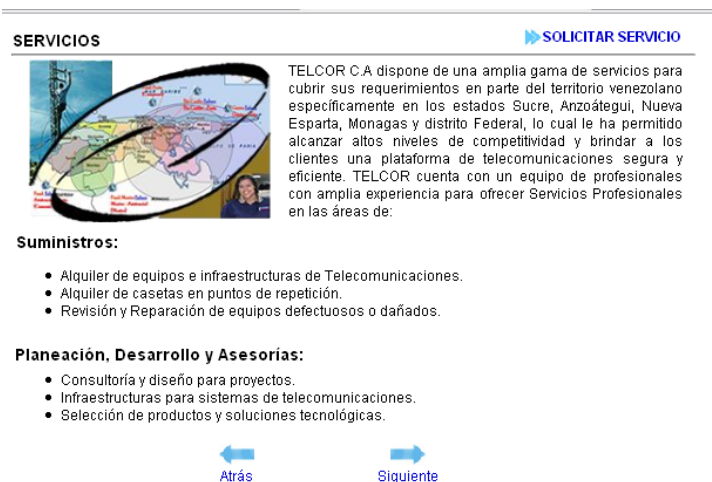 SERVICIOS
SOLICITAR SERVICIO
TELCOR C.A dispone de una amplia gama de servicios para
cubrir sus requerimientos en parte del territorio venezolano
específicamente en los estados Sucre, Anzoátegui, Nueva
Esparta, Monagas y distrito Federal, lo cual le ha permitido
alcanzar altos niveles de competitividad y brindar a los
clientes una plataforma de telecomunicaciones segura y
eficiente. TELCOR cuenta con un equipo de profesionales
con amplia experiencia para ofrecer Servicios Profesionales
en las áreas de:
Suministros:
Alquiler de equipos e infraestructuras de Telecomunicaciones.
Alquiler de casetas en puntos de repetición.
Revisión y Reparación de equipos defectuosos o dañados.
Planeación, Desarrollo y Asesorías:
Consultoría y diseño para proyectos.
Infraestructuras para sistemas de telecomunicaciones.
Selección de productos y soluciones tecnológicas.
Atrás
Siguiente